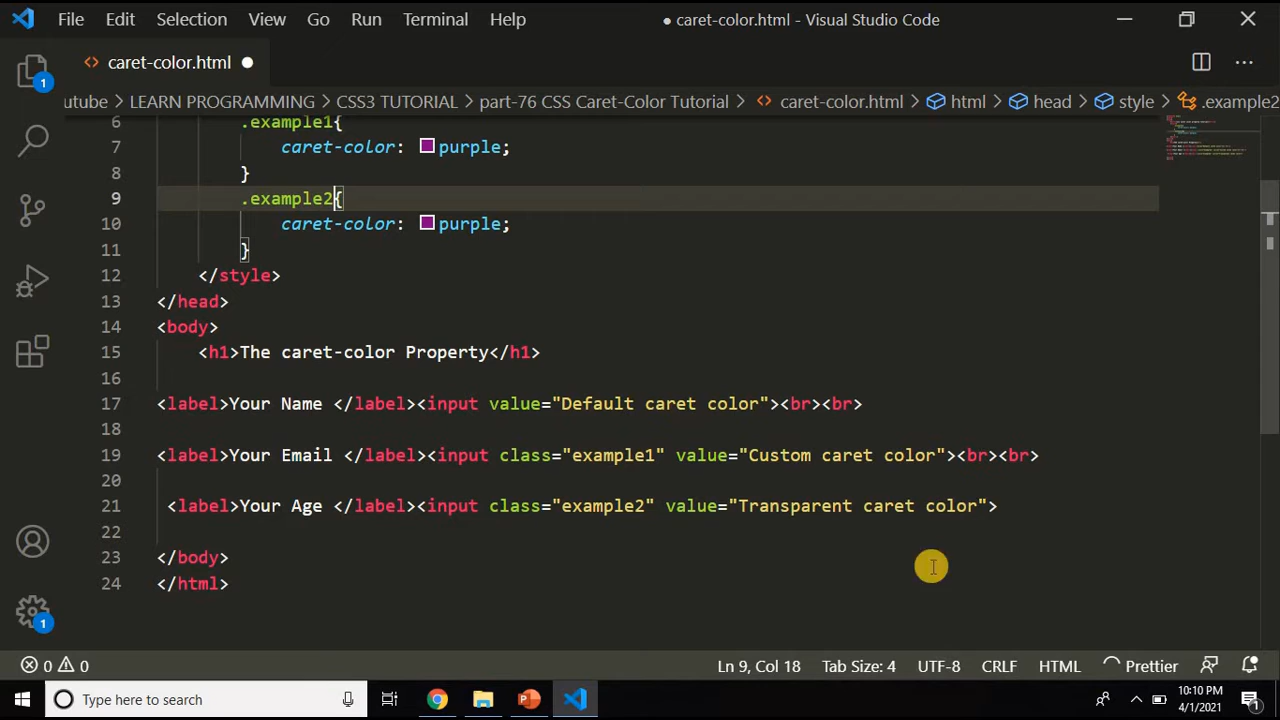 File Edit Selection View Go Run Terminal Help ● caret-color.html - Visual Studio Code
caret-color.html
utube > LEARN PROGRAMMING > CSS3 TUTORIAL > part-76 CSS Caret-Color Tutorial > caret-color.html > html > head > style > .example2
6 .example1{
7 caret-color: purple;
8 }
9 .example2{
10 caret-color: purple;
11 }
12 </style>
13 </head>
14 <body>
15 <h1>The caret-color Property</h1>
16
17 <label>Your Name </label><input value="Default caret color"><br><br>
18
19 <label>Your Email </label><input class="example1" value="Custom caret color"><br><br>
20
21 <label>Your Age </label><input class="example2" value="Transparent caret color">
22
23 </body>
24 </html>
1
1
0 0 Ln 9, Col 18 Tab Size: 4 UTF-8 CRLF HTML Prettier
Type here to search
10:10 PM
4/1/2021
1